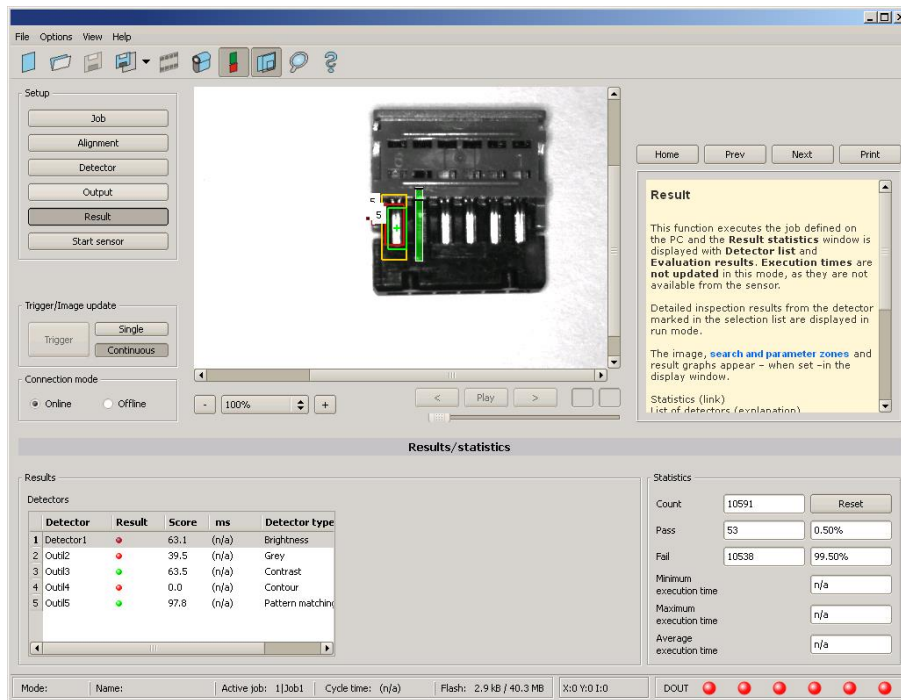 File Options View Help
Setup
Job
Alignment
Detector
Output
Result
Start sensor
Trigger/Image update
Trigger
Single
Continuous
Connection mode
Online Offline
5
5
- 100% +
< Play >
Home Prev Next Print
Result
This function executes the job defined on
the PC and the Result statistics window is
displayed with Detector list and
Evaluation results. Execution times are
not updated in this mode, as they are not
available from the sensor.
Detailed inspection results from the detector
marked in the selection list are displayed in
run mode.
The image, search and parameter zones and
result graphs appear – when set –in the
display window.
Statistics (link)
List of detectors (explanation)
Results/statistics
Results
Detectors
Detector Result Score ms Detector type
1 Detector1 63.1 (n/a) Brightness
2 Outil2 39.5 (n/a) Grey
3 Outil3 63.5 (n/a) Contrast
4 Outil4 0.0 (n/a) Contour
5 Outil5 97.8 (n/a) Pattern matching
Statistics
Count 10591 Reset
Pass 53 0.50%
Fail 10538 99.50%
Minimum
execution time n/a
Maximum
execution time n/a
Average
execution time n/a
Mode: Name: Active job: 1|Job1 Cycle time: (n/a) Flash: 2.9 kB / 40.3 MB X:0 Y:0 I:0 DOUT